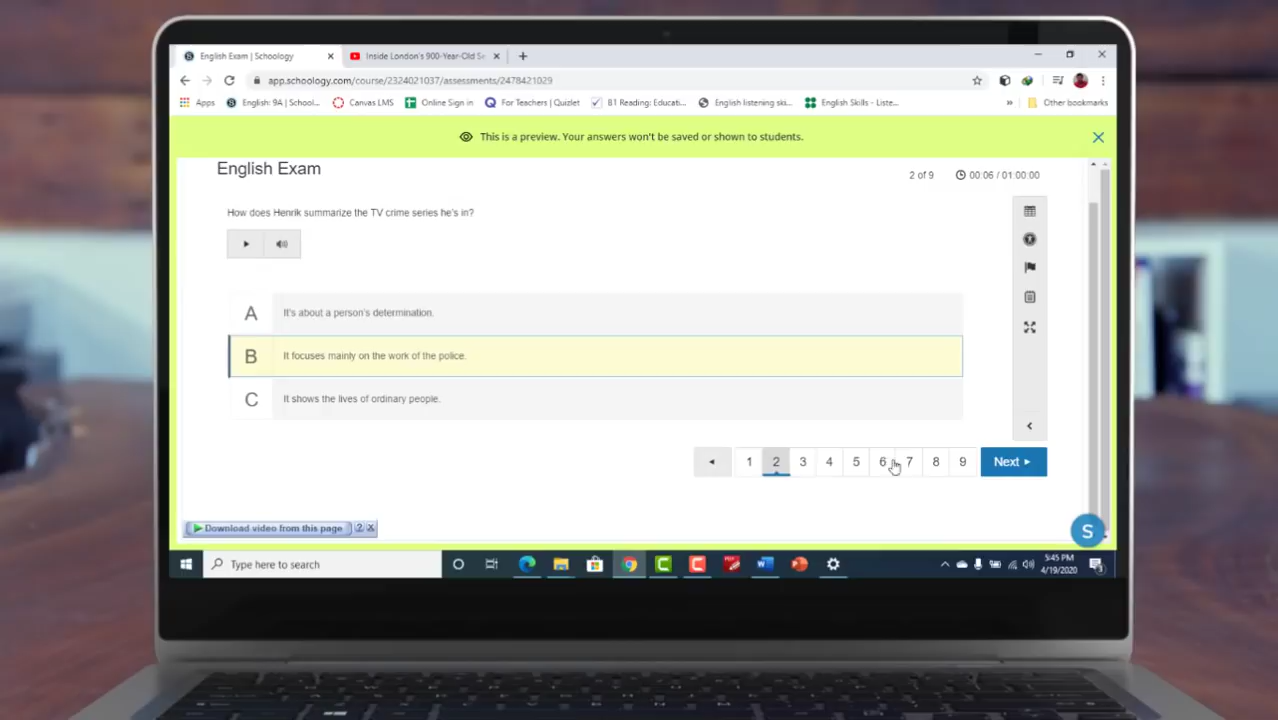 English Exam | Schoology
Inside London's 900-Year-Old Se
app.schoology.com/course/2324021037/assessments/2478421029
Apps English: 9A | School... Canvas LMS Online Sign in For Teachers | Quizlet B1 Reading: Educati... English listening ski... English Skills - Liste... » Other bookmarks
This is a preview. Your answers won't be saved or shown to students.
English Exam
2 of 9 00:06 / 01:00:00
How does Henrik summarize the TV crime series he's in?
A It's about a person's determination.
B It focuses mainly on the work of the police.
C It shows the lives of ordinary people.
1 2 3 4 5 6 7 8 9 Next
Download video from this page ? X
S
Type here to search
5:45 PM
4/19/2020